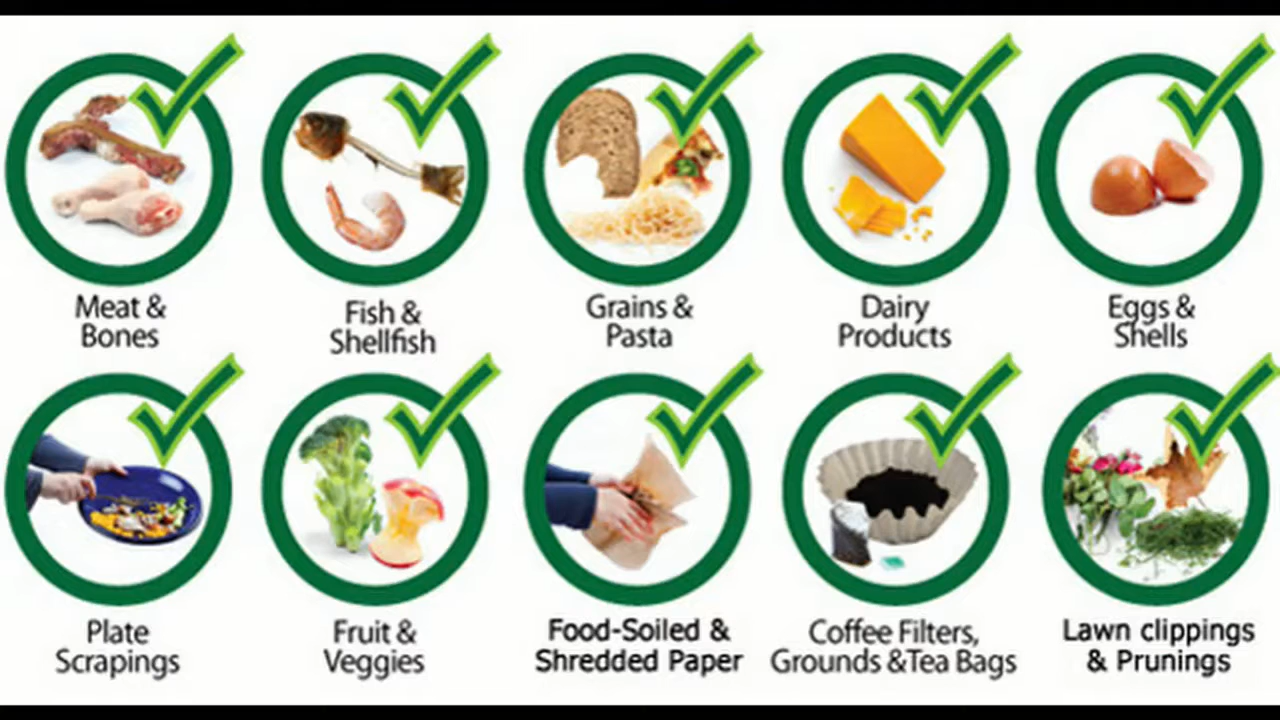 Meat &
Bones
Fish &
Shellfish
Grains &
Pasta
Dairy
Products
Eggs &
Shells
Plate
Scrapings
Fruit &
Veggies
Food-Soiled &
Shredded Paper
Coffee Filters,
Grounds &Tea Bags
Lawn clippings
& Prunings